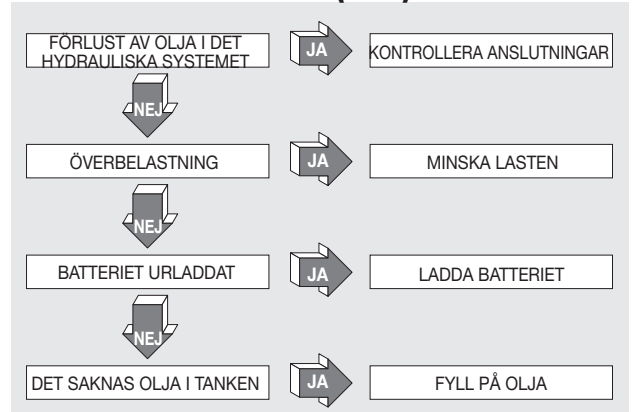 FÖRLUST AV OLJA I DET
HYDRAULISKA SYSTEMET
JA
KONTROLLERA ANSLUTNINGAR
NEJ
ÖVERBELASTNING
JA
MINSKA LASTEN
NEJ
BATTERIET URLADDAT
JA
LADDA BATTERIET
NEJ
DET SAKNAS OLJA I TANKEN
JA
FYLL PÅ OLJA